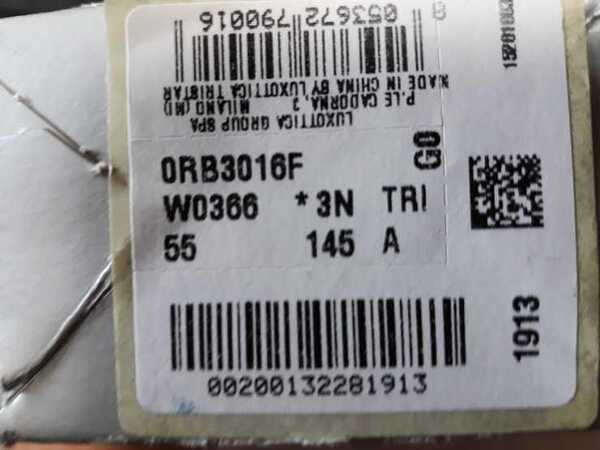 053672 790016
LUXOTTICA GROUP SPA
P.LE CADORNA, 3
MILANO (MI)
MADE IN CHINA BY LUXOTTICA TRISTAR
0RB3016F
G0
W0366 *3N TRI
55 145 A
00200132281913
1913